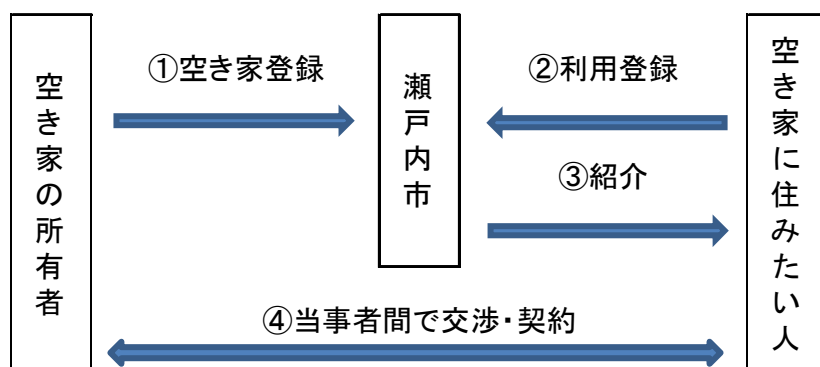 空き家の所有者
①空き家登録
瀬戸内市
②利用登録
③紹介
空き家に住みたい人
④当事者間で交渉・契約